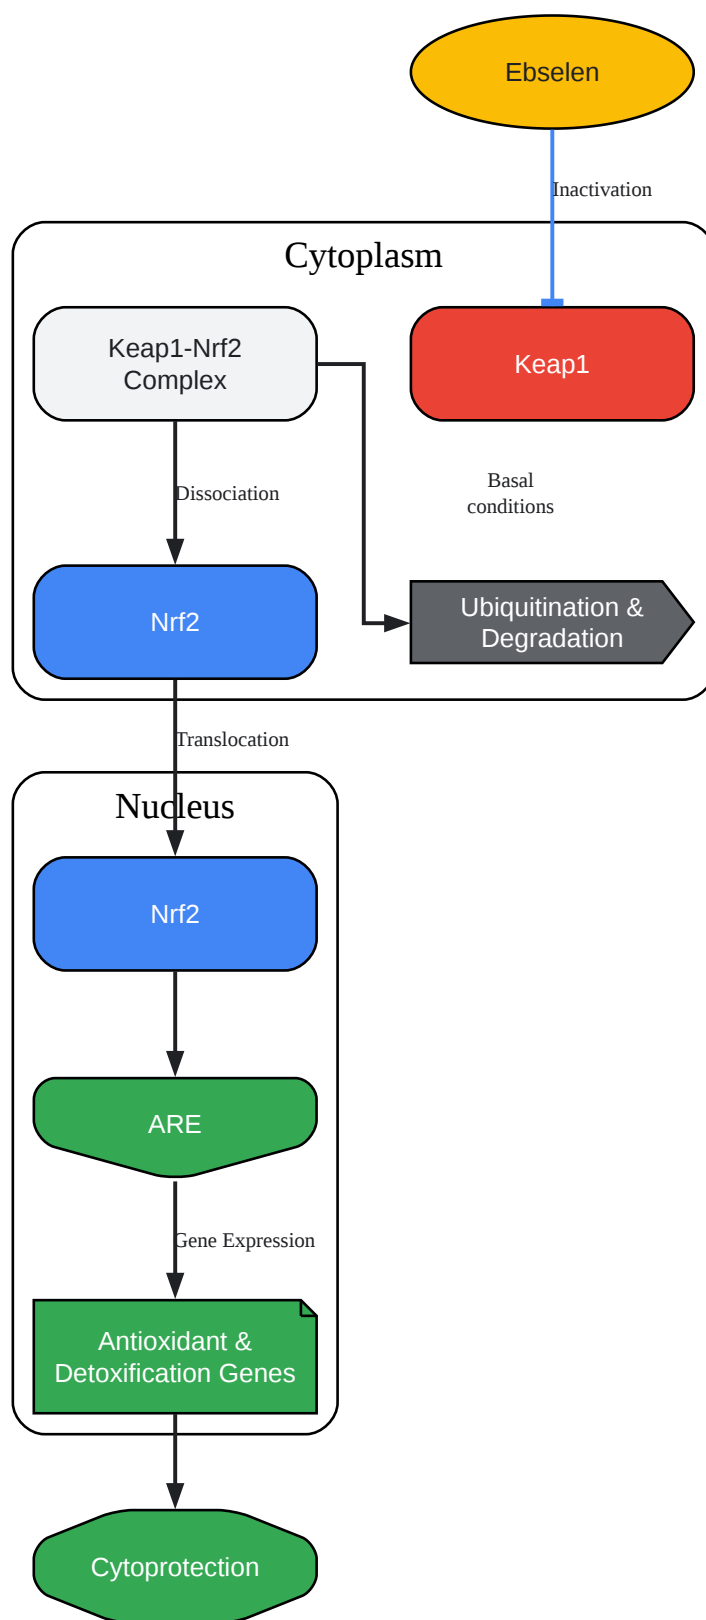 Ebselen
Inactivation
Cytoplasm
Keap1-Nrf2
Complex
Keap1
Dissociation
Basal
conditions
Nrf2
Ubiquitination &
Degradation
Translocation
Nucleus
Nrf2
ARE
Gene Expression
Antioxidant &
Detoxification Genes
Cytoprotection